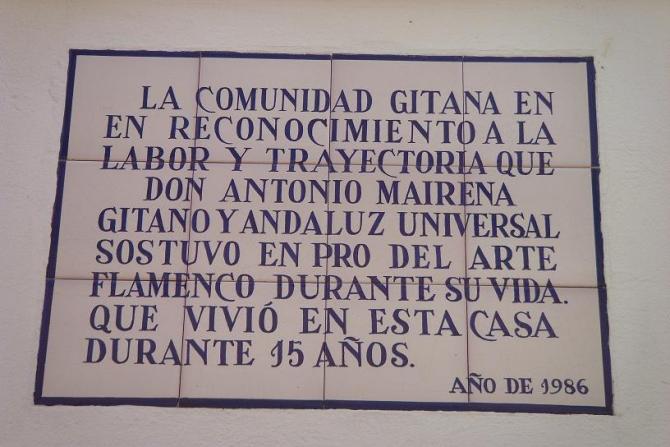 LA COMUNIDAD GITANA EN
EN RECONOCIMIENTO A LA
LABOR Y TRAYECTORIA QUE
DON ANTONIO MAIRENA
GITANO Y ANDALUZ UNIVERSAL
SOSTUVO EN PRO DEL ARTE
FLAMENCO DURANTE SU VIDA.
QUE VIVIÓ EN ESTA CASA
DURANTE 15 AÑOS.
AÑO DE 1986